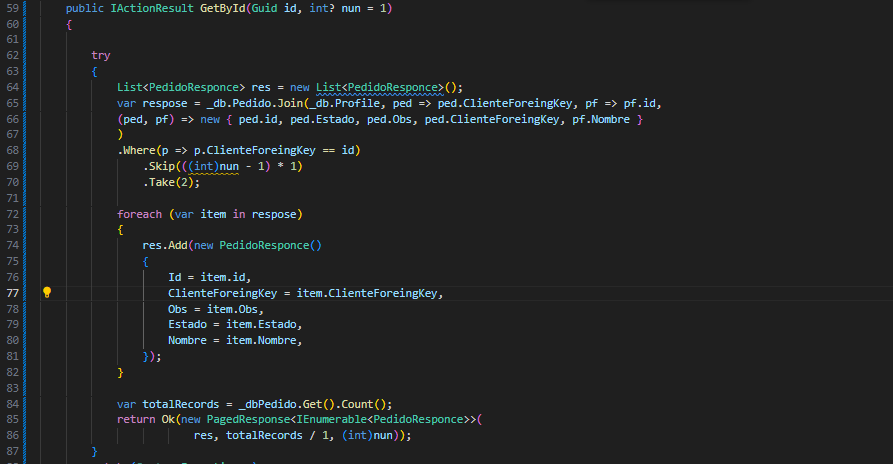 59 public IActionResult GetById(Guid id, int? nun = 1)
60 {
61
62 try
63 {
64 List<PedidoResponce> res = new List<PedidoResponce>();
65 var respose = _db.Pedido.Join(_db.Profile, ped => ped.ClienteForeingKey, pf => pf.id,
66 (ped, pf) => new { ped.id, ped.Estado, ped.Obs, ped.ClienteForeingKey, pf.Nombre }
67 )
68 .Where(p => p.ClienteForeingKey == id)
69 .Skip(((int)nun - 1) * 1)
70 .Take(2);
71
72 foreach (var item in respose)
73 {
74 res.Add(new PedidoResponce()
75 {
76 Id = item.id,
77 ClienteForeingKey = item.ClienteForeingKey,
78 Obs = item.Obs,
79 Estado = item.Estado,
80 Nombre = item.Nombre,
81 });
82 }
83
84 var totalRecords = _dbPedido.Get().Count();
85 return Ok(new PagedResponse<IEnumerable<PedidoResponce>>(
86 res, totalRecords / 1, (int)nun));
87 }